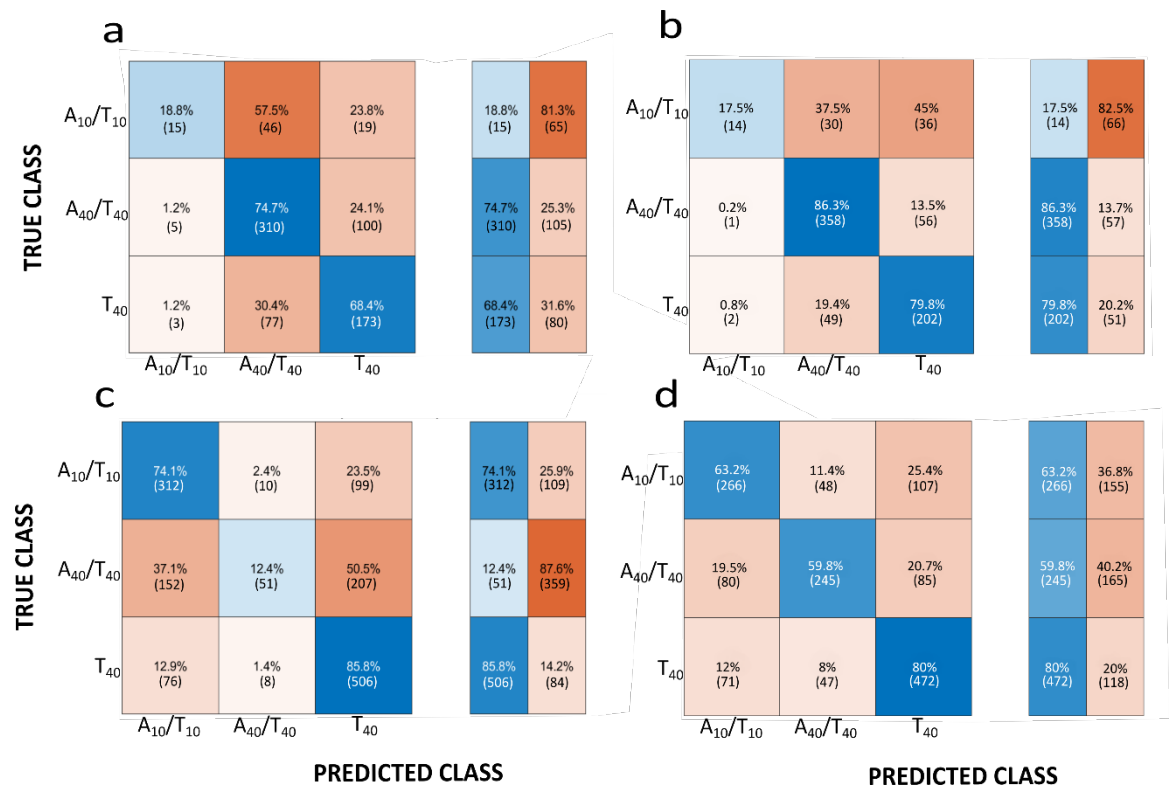 a
TRUE CLASS
A10/T10
18.8% 57.5% 23.8% 18.8% 81.3%
(15) (46) (19) (15) (65)
A40/T40
1.2% 74.7% 24.1% 74.7% 25.3%
(5) (310) (100) (310) (105)
T40
1.2% 30.4% 68.4% 68.4% 31.6%
(3) (77) (173) (173) (80)
A10/T10 A40/T40 T40
b
A10/T10
17.5% 37.5% 45% 17.5% 82.5%
(14) (30) (36) (14) (66)
A40/T40
0.2% 86.3% 13.5% 86.3% 13.7%
(1) (358) (56) (358) (57)
T40
0.8% 19.4% 79.8% 79.8% 20.2%
(2) (49) (202) (202) (51)
A10/T10 A40/T40 T40
c
TRUE CLASS
A10/T10
74.1% 2.4% 23.5% 74.1% 25.9%
(312) (10) (99) (312) (109)
A40/T40
37.1% 12.4% 50.5% 12.4% 87.6%
(152) (51) (207) (51) (359)
T40
12.9% 1.4% 85.8% 85.8% 14.2%
(76) (8) (506) (506) (84)
A10/T10 A40/T40 T40
PREDICTED CLASS
d
A10/T10
63.2% 11.4% 25.4% 63.2% 36.8%
(266) (48) (107) (266) (155)
A40/T40
19.5% 59.8% 20.7% 59.8% 40.2%
(80) (245) (85) (245) (165)
T40
12% 8% 80% 80% 20%
(71) (47) (472) (472) (118)
A10/T10 A40/T40 T40
PREDICTED CLASS